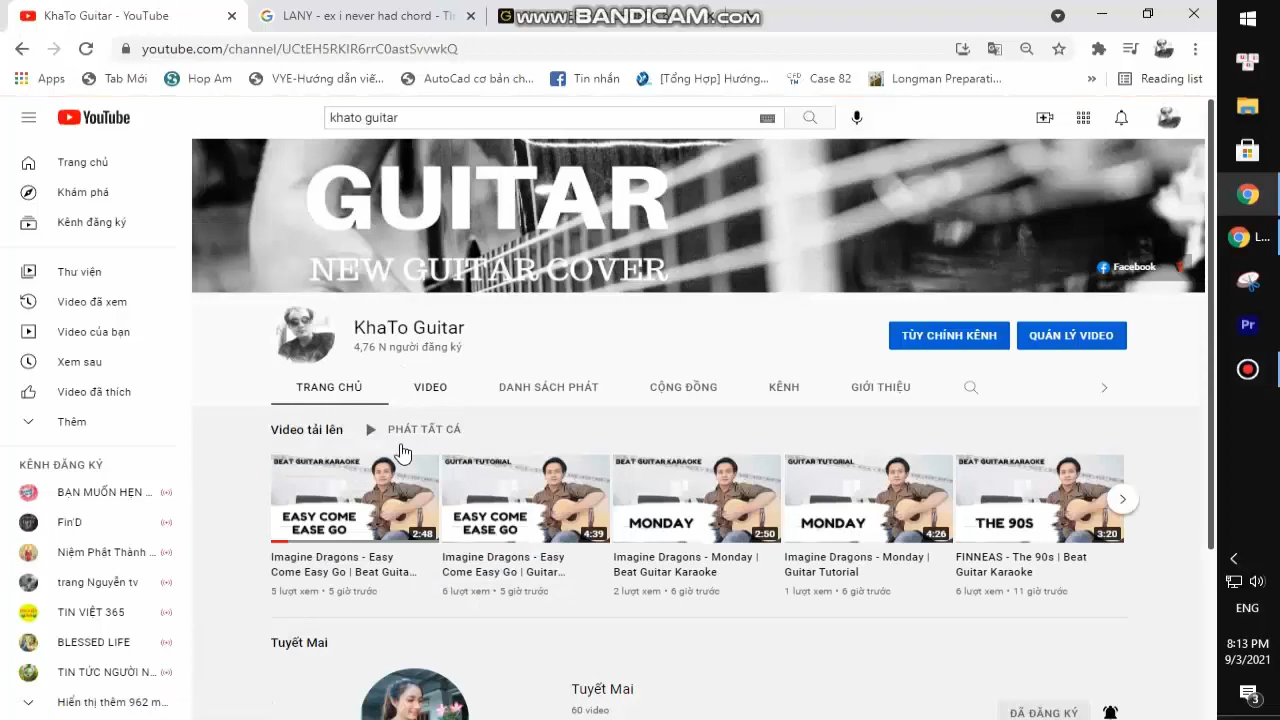 KhaTo Guitar - YouTube
LANY - ex i never had chord - Ti
www.BANDICAM.com
youtube.com/channel/UCtEH5RKIR6rrC0astSvvwkQ
Apps
Tab Mới
Hop Am
VYE-Hướng dẫn viế...
AutoCad cơ bản ch...
Tin nhắn
[Tổng Hợp] Hướng...
Case 82
Longman Preparati...
»
Reading list
YouTube
khato guitar
Trang chủ
Khám phá
Kênh đăng ký
Thư viện
Video đã xem
Video của bạn
Xem sau
Video đã thích
Thêm
KÊNH ĐĂNG KÝ
BẠN MUỐN HẸN ...
Fin'D
Niệm Phật Thành ...
trang Nguyễn tv
TIN VIỆT 365
BLESSED LIFE
TIN TỨC NGƯỜI N...
Hiển thị thêm 962 m...
GUITAR
NEW GUITAR COVER
Facebook
KhaTo Guitar
4,76 N người đăng ký
TÙY CHỈNH KÊNH
QUẢN LÝ VIDEO
TRANG CHỦ
VIDEO
DANH SÁCH PHÁT
CỘNG ĐỒNG
KÊNH
GIỚI THIỆU
Video tải lên
PHÁT TẤT CẢ
BEAT GUITAR KARAOKE
EASY COME
EASE GO
2:48
GUITAR TUTORIAL
EASY COME
EASE GO
4:39
BEAT GUITAR KARAOKE
MONDAY
2:50
GUITAR TUTORIAL
MONDAY
4:26
BEAT GUITAR KARAOKE
THE 90S
3:20
Imagine Dragons - Easy
Come Easy Go | Beat Guita...
5 lượt xem • 5 giờ trước
Imagine Dragons - Easy
Come Easy Go | Guitar...
6 lượt xem • 5 giờ trước
Imagine Dragons - Monday |
Beat Guitar Karaoke
2 lượt xem • 6 giờ trước
Imagine Dragons - Monday |
Guitar Tutorial
1 lượt xem • 6 giờ trước
FINNEAS - The 90s | Beat
Guitar Karaoke
6 lượt xem • 11 giờ trước
Tuyết Mai
Tuyết Mai
60 video
ĐÃ ĐĂNG KÝ
L...
Pr
ENG
8:13 PM
9/3/2021
3